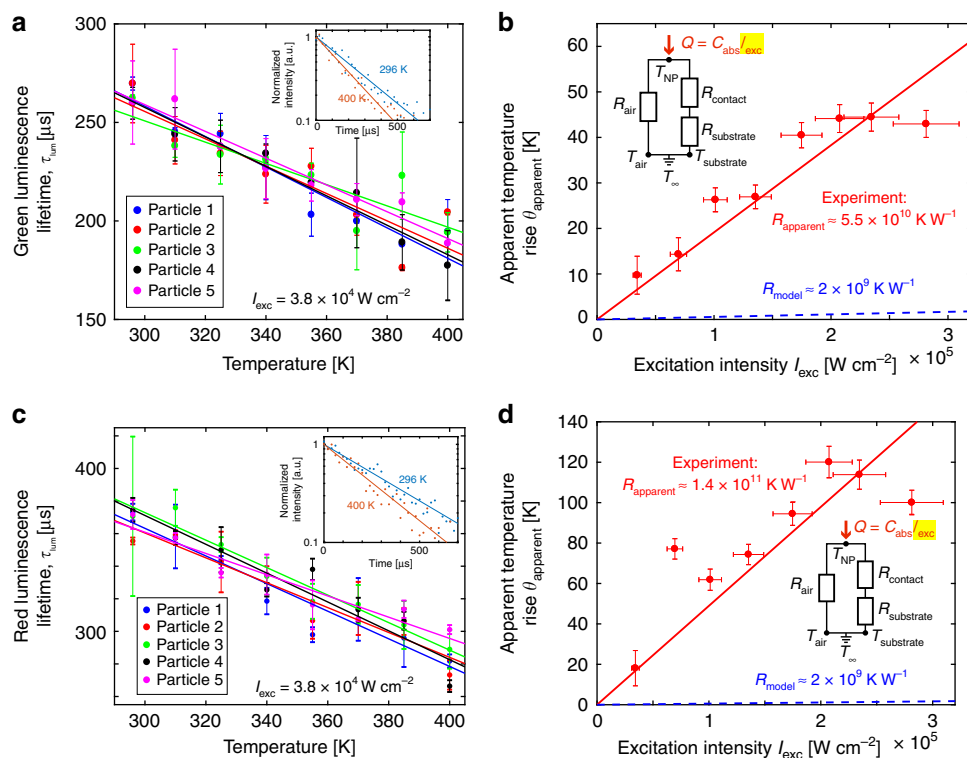 a
Green luminescence
lifetime, τlum [µs]
300
250
200
150
300
320
340
360
380
400
Temperature [K]
Particle 1
Particle 2
Particle 3
Particle 4
Particle 5
Iexc = 3.8 × 10⁴ W cm⁻²
Normalized
intensity [a.u.]
1
0.1
0
500
Time [µs]
296 K
400 K
b
Apparent temperature
rise θapparent [K]
60
50
40
30
20
10
0
0
1
2
3
Excitation intensity Iexc [W cm⁻²]
× 10⁵
Q = CabsIexc
TNP
Rair
Rcontact
Rsubstrate
Tair
Tsubstrate
T∞
Experiment:
Rapparent ≈ 5.5 × 10¹⁰ K W⁻¹
Rmodel ≈ 2 × 10⁹ K W⁻¹
c
Red luminescence
lifetime, τlum [µs]
380
340
300
300
320
340
360
380
400
Temperature [K]
Particle 1
Particle 2
Particle 3
Particle 4
Particle 5
Iexc = 3.8 × 10⁴ W cm⁻²
Normalized
intensity [a.u.]
1
0.1
0
500
Time [µs]
296 K
400 K
d
Apparent temperature
rise θapparent [K]
140
120
100
80
60
40
20
0
0
1
2
3
Excitation intensity Iexc [W cm⁻²]
× 10⁵
Experiment:
Rapparent ≈ 1.4 × 10¹¹ K W⁻¹
Q = CabsIexc
TNP
Rair
Rcontact
Rsubstrate
Tair
Tsubstrate
T∞
Rmodel ≈ 2 × 10⁹ K W⁻¹